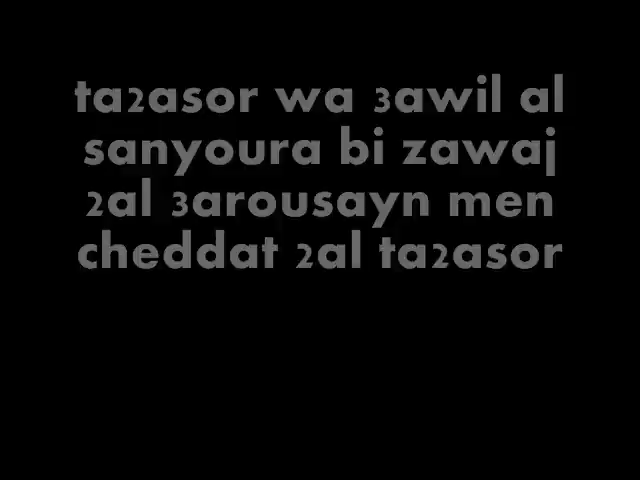 ta2asor wa 3awil al
sanyoura bi zawaj
2al 3arousayn men
cheddat 2al ta2asor